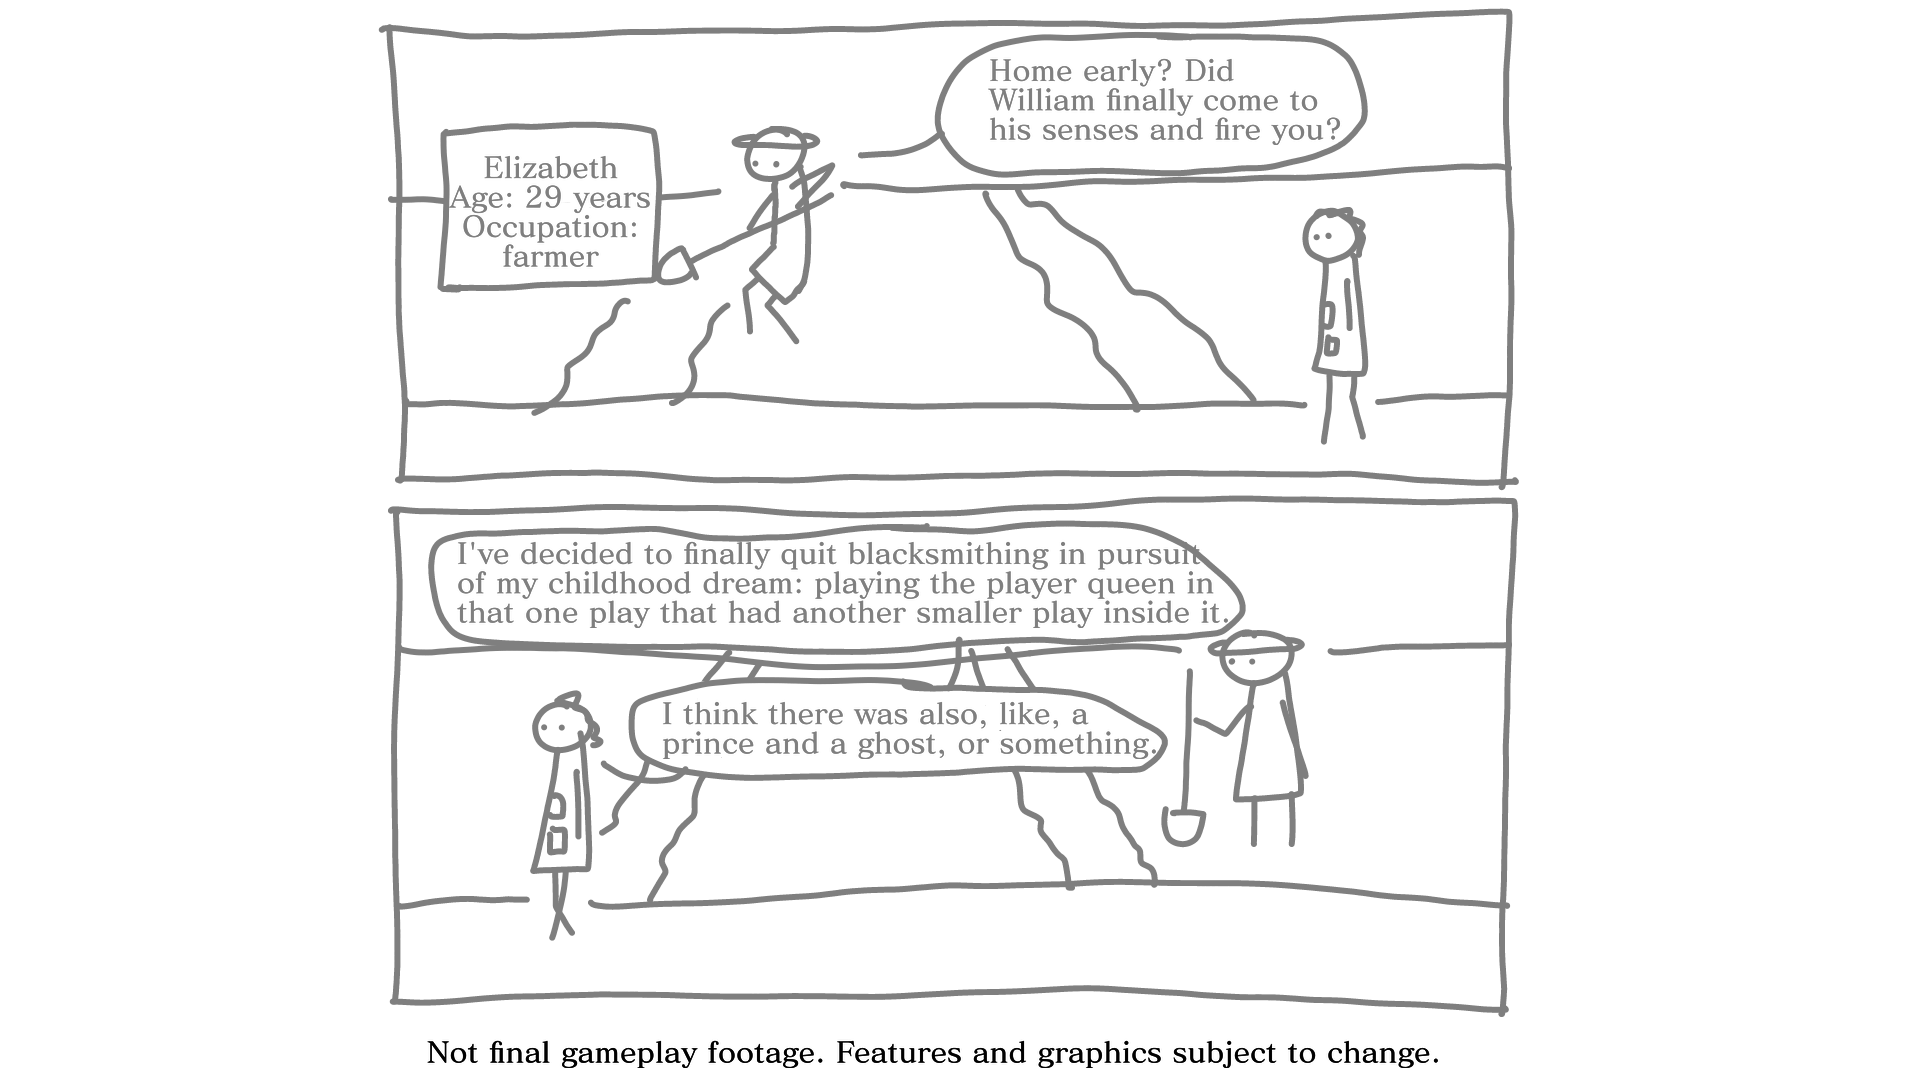 Home early? Did
William finally come to
his senses and fire you?
Elizabeth
Age: 29 years
Occupation:
farmer
I've decided to finally quit blacksmithing in pursuit
of my childhood dream: playing the player queen in
that one play that had another smaller play inside it.
I think there was also, like, a
prince and a ghost, or something.
Not final gameplay footage. Features and graphics subject to change.